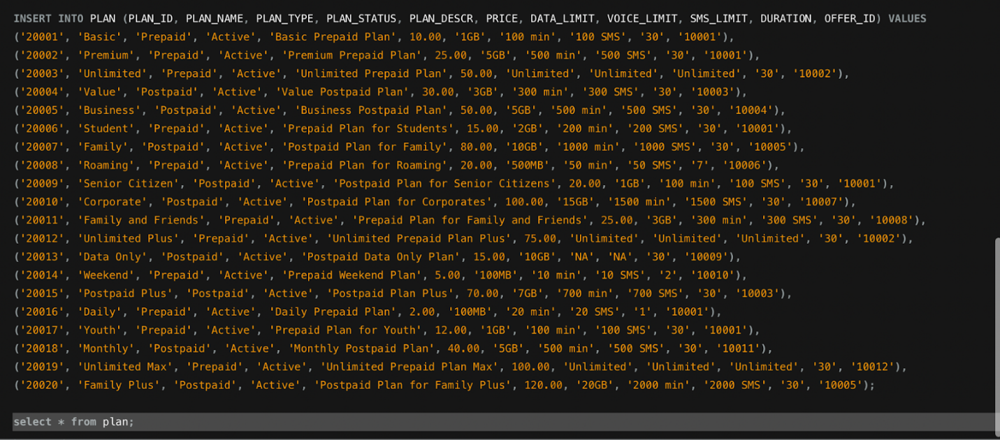 INSERT INTO PLAN (PLAN_ID, PLAN_NAME, PLAN_TYPE, PLAN_STATUS, PLAN_DESCR, PRICE, DATA_LIMIT, VOICE_LIMIT, SMS_LIMIT, DURATION, OFFER_ID) VALUES
('20001', 'Basic', 'Prepaid', 'Active', 'Basic Prepaid Plan', 10.00, '1GB', '100 min', '100 SMS', '30', '10001'),
('20002', 'Premium', 'Prepaid', 'Active', 'Premium Prepaid Plan', 25.00, '5GB', '500 min', '500 SMS', '30', '10001'),
('20003', 'Unlimited', 'Prepaid', 'Active', 'Unlimited Prepaid Plan', 50.00, 'Unlimited', 'Unlimited', 'Unlimited', '30', '10002'),
('20004', 'Value', 'Postpaid', 'Active', 'Value Postpaid Plan', 30.00, '3GB', '300 min', '300 SMS', '30', '10003'),
('20005', 'Business', 'Postpaid', 'Active', 'Business Postpaid Plan', 50.00, '5GB', '500 min', '500 SMS', '30', '10004'),
('20006', 'Student', 'Prepaid', 'Active', 'Prepaid Plan for Students', 15.00, '2GB', '200 min', '200 SMS', '30', '10001'),
('20007', 'Family', 'Postpaid', 'Active', 'Postpaid Plan for Family', 80.00, '10GB', '1000 min', '1000 SMS', '30', '10005'),
('20008', 'Roaming', 'Prepaid', 'Active', 'Prepaid Plan for Roaming', 20.00, '500MB', '50 min', '50 SMS', '7', '10006'),
('20009', 'Senior Citizen', 'Postpaid', 'Active', 'Postpaid Plan for Senior Citizens', 20.00, '1GB', '100 min', '100 SMS', '30', '10001'),
('20010', 'Corporate', 'Postpaid', 'Active', 'Postpaid Plan for Corporates', 100.00, '15GB', '1500 min', '1500 SMS', '30', '10007'),
('20011', 'Family and Friends', 'Prepaid', 'Active', 'Prepaid Plan for Family and Friends', 25.00, '3GB', '300 min', '300 SMS', '30', '10008'),
('20012', 'Unlimited Plus', 'Prepaid', 'Active', 'Unlimited Prepaid Plan Plus', 75.00, 'Unlimited', 'Unlimited', 'Unlimited', '30', '10002'),
('20013', 'Data Only', 'Postpaid', 'Active', 'Postpaid Data Only Plan', 15.00, '10GB', 'NA', 'NA', '30', '10009'),
('20014', 'Weekend', 'Prepaid', 'Active', 'Prepaid Weekend Plan', 5.00, '100MB', '10 min', '10 SMS', '2', '10010'),
('20015', 'Postpaid Plus', 'Postpaid', 'Active', 'Postpaid Plan Plus', 70.00, '7GB', '700 min', '700 SMS', '30', '10003'),
('20016', 'Daily', 'Prepaid', 'Active', 'Daily Prepaid Plan', 2.00, '100MB', '20 min', '20 SMS', '1', '10001'),
('20017', 'Youth', 'Prepaid', 'Active', 'Prepaid Plan for Youth', 12.00, '1GB', '100 min', '100 SMS', '30', '10001'),
('20018', 'Monthly', 'Postpaid', 'Active', 'Monthly Postpaid Plan', 40.00, '5GB', '500 min', '500 SMS', '30', '10011'),
('20019', 'Unlimited Max', 'Prepaid', 'Active', 'Unlimited Prepaid Plan Max', 100.00, 'Unlimited', 'Unlimited', 'Unlimited', '30', '10012'),
('20020', 'Family Plus', 'Postpaid', 'Active', 'Postpaid Plan for Family Plus', 120.00, '20GB', '2000 min', '2000 SMS', '30', '10005');
select * from plan;